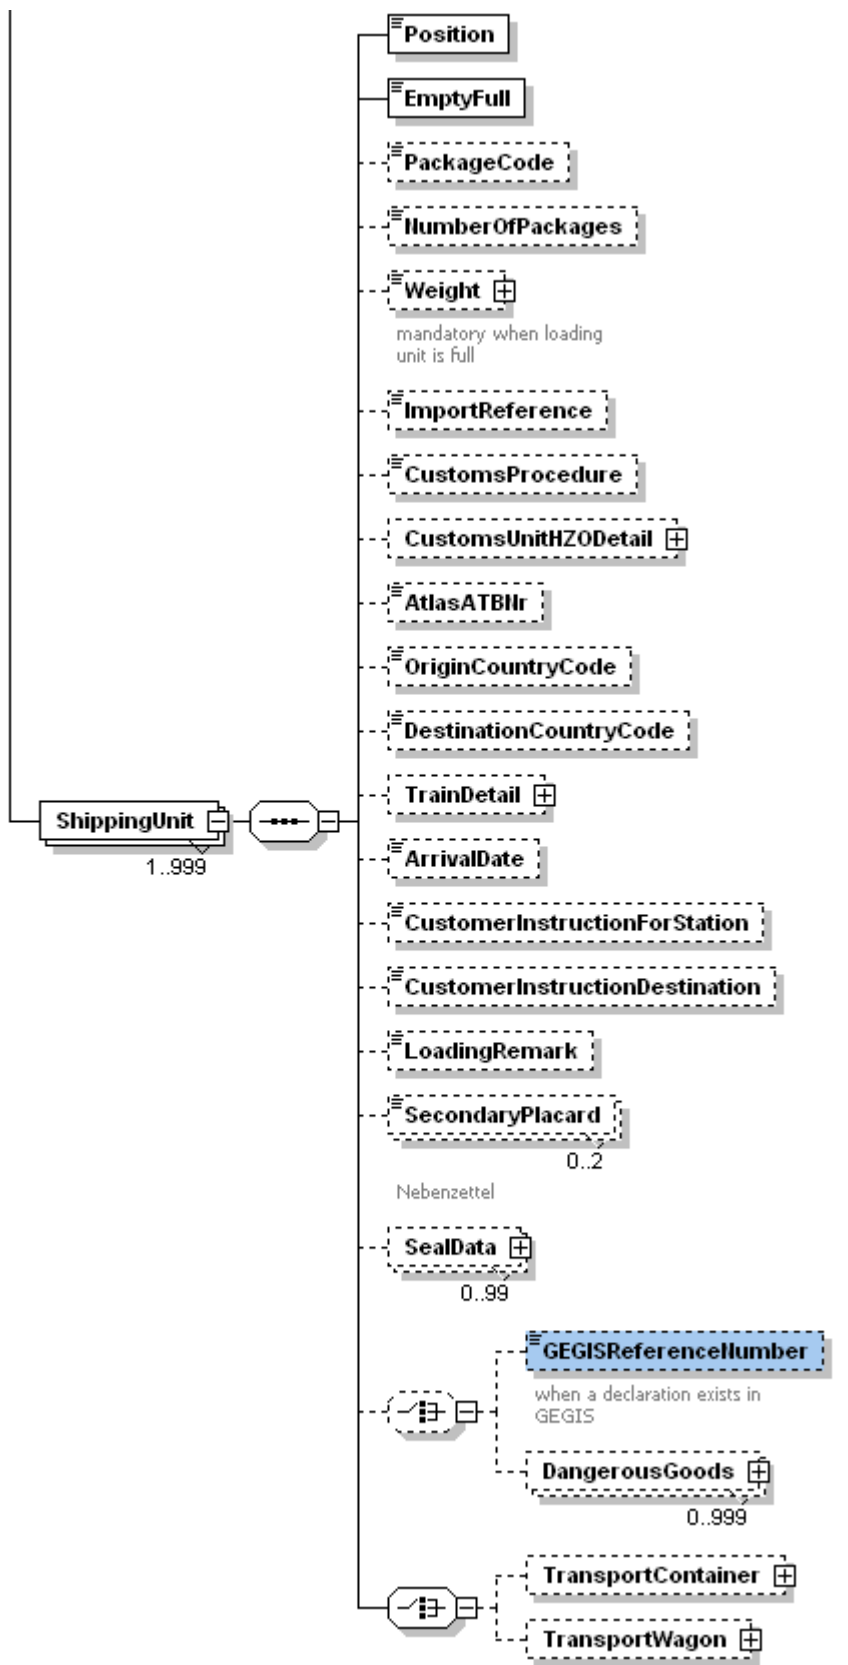 Position
EmptyFull
PackageCode
NumberOfPackages
Weight
mandatory when loading
unit is full
ImportReference
CustomsProcedure
CustomsUnitHZODetail
AtlasATBNr
OriginCountryCode
DestinationCountryCode
TrainDetail
ShippingUnit
1..999
ArrivalDate
CustomerInstructionForStation
CustomerInstructionDestination
LoadingRemark
SecondaryPlacard
0..2
Nebenzettel
SealData
0..99
GEGISReferenceNumber
when a declaration exists in
GEGIS
DangerousGoods
0..999
TransportContainer
TransportWagon